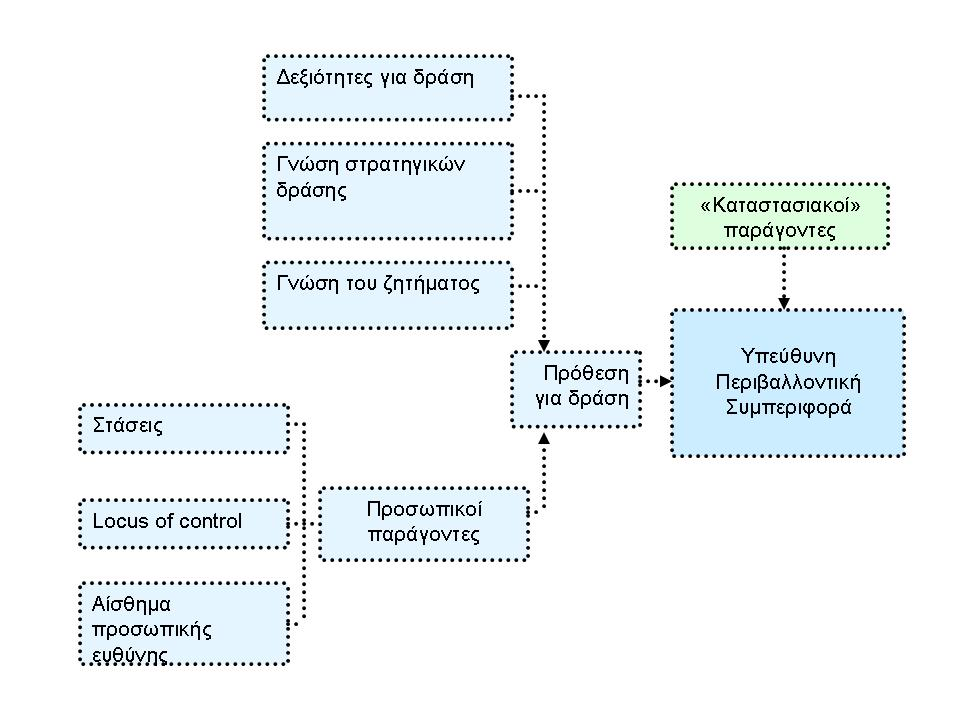 Δεξιότητες για δράση
Γνώση στρατηγικών
δράσης
Γνώση του ζητήματος
«Καταστασιακοί»
παράγοντες
Πρόθεση
για δράση
Υπεύθυνη
Περιβαλλοντική
Συμπεριφορά
Στάσεις
Locus of control
Αίσθημα
προσωπικής
ευθύνης
Προσωπικοί
παράγοντες